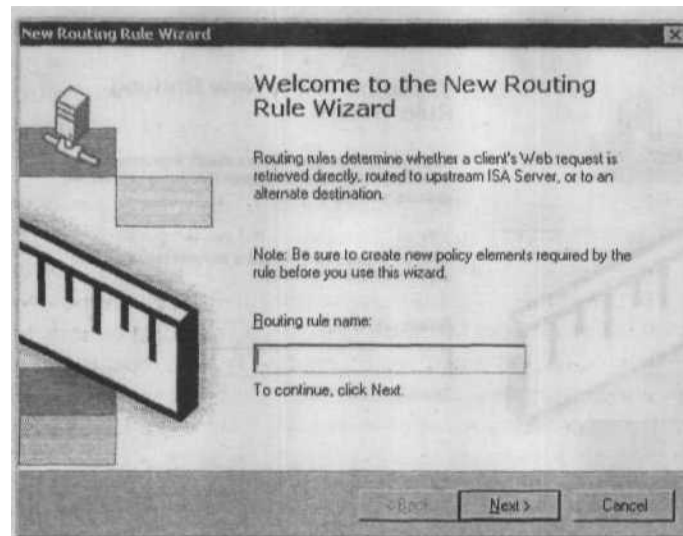 New Routing Rule Wizard
Welcome to the New Routing
Rule Wizard
Routing rules determine whether a client's Web request is
retrieved directly, routed to upstream ISA Server, or to an
alternate destination.
Note: Be sure to create new policy elements required by the
rule before you use this wizard.
Routing rule name:
To continue, click Next.
< Back
Next >
Cancel